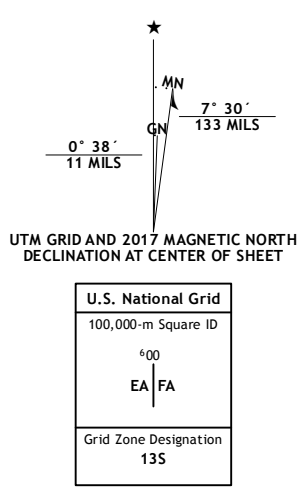 ★
MN
7° 30´
133 MILS
GN
0° 38´
11 MILS
UTM GRID AND 2017 MAGNETIC NORTH
DECLINATION AT CENTER OF SHEET
U.S. National Grid
100,000-m Square ID
⁶00
EA FA
Grid Zone Designation
13S